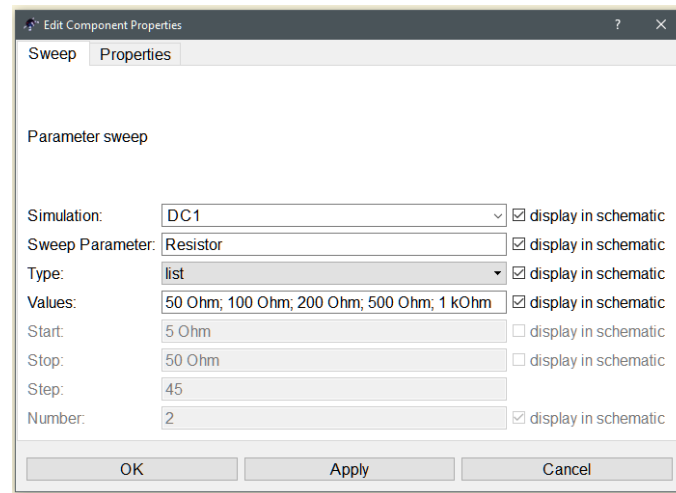 Edit Component Properties ? ✕
Sweep Properties
Parameter sweep
Simulation: DC1 display in schematic
Sweep Parameter: Resistor display in schematic
Type: list display in schematic
Values: 50 Ohm; 100 Ohm; 200 Ohm; 500 Ohm; 1 kOhm display in schematic
Start: 5 Ohm display in schematic
Stop: 50 Ohm display in schematic
Step: 45
Number: 2 display in schematic
OK Apply Cancel